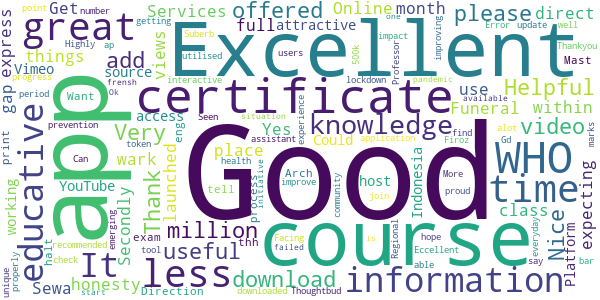 Good
Excellent
app
course
certificate
great
WHO
time
It
less
educative
information
knowledge
million
useful
download
video
Nice
Very
Thank
add
offered
please
Helpful
Services
full
attractive
Get
number
Online
month
direct
Highly
ap
getting
Suberb
one
impact
Professor
improving
Error
update
well
point
users
Thankyou
things
views
source
utilised
500k
lockdown
use
Mast
Vimeo
progress
interactive
pandemic
available
alot
gap
express
Want
frensh
Ok
access
Yes
Funeral
within
period
prevention
token
eng
situation
Seen
experience
application
find
Gd
marks
print
Can
wark
launched
place
health
assistant
Could
Firoz
YouTube
tell
initiative
Arch
improve
community
host
Indonesia
More
proud
class
Platform
expecting
working
Secondly
process
join
hope
able
Eccellent
say
everyday
bar
Sewa
halt
emerging
exam
tool
thh
Facing
failed
is
Regional
recommended
check
honesty
Direction
downloaded
Thoughtbud
unique
properly
start